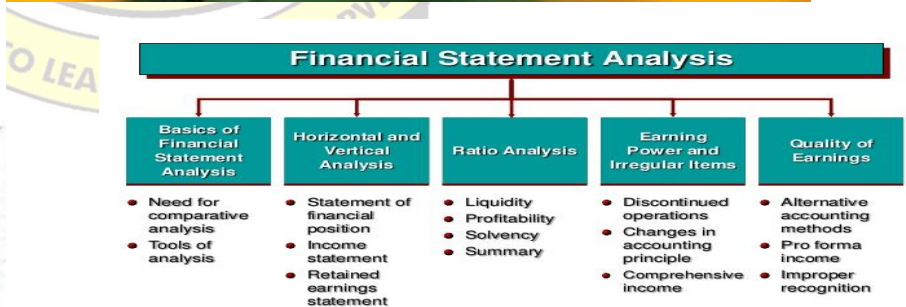 O LEA
Financial Statement Analysis
Basics of
Financial
Statement
Analysis
Need for
comparative
analysis
Tools of
analysis
Horizontal and
Vertical
Analysis
Statement of
financial
position
Income
statement
Retained
earnings
statement
Ratio Analysis
Liquidity
Profitability
Solvency
Summary
Earning
Power and
Irregular Items
Discontinued
operations
Changes in
accounting
principle
Comprehensive
income
Quality of
Earnings
Alternative
accounting
methods
Pro forma
income
Improper
recognition